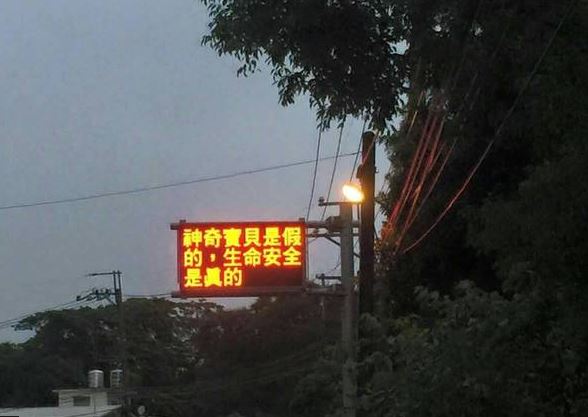 神奇寶貝是假
的，生命安全
是真的